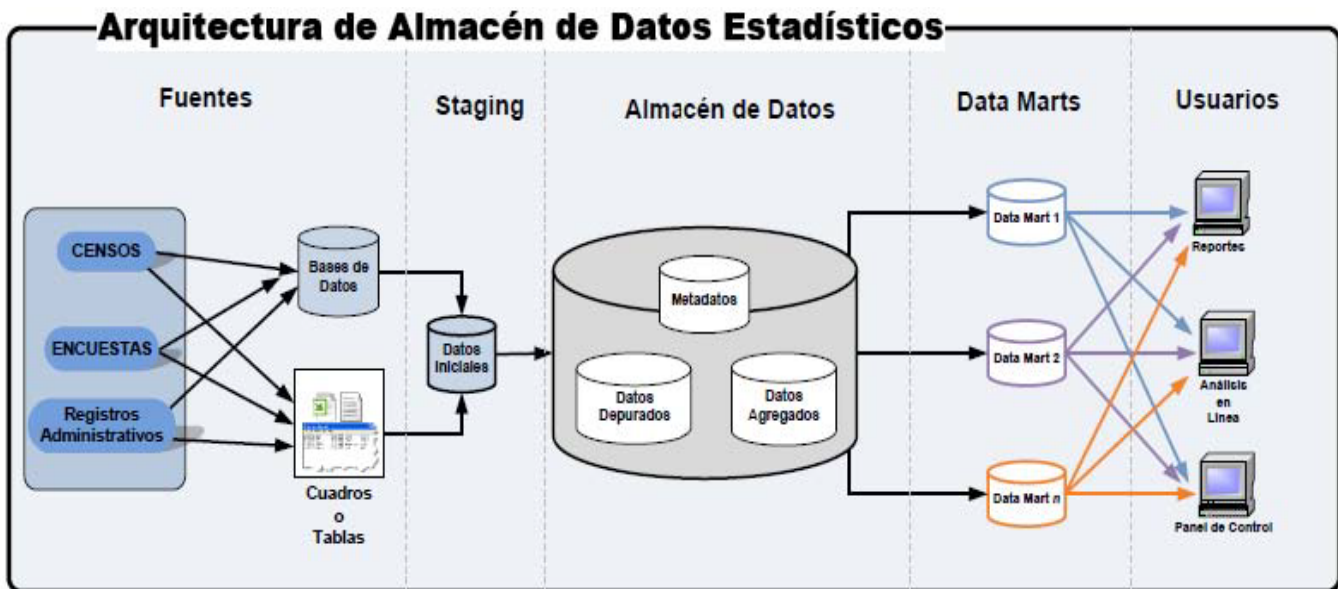 Arquitectura de Almacén de Datos Estadísticos
Fuentes
Staging
Almacén de Datos
Data Marts
Usuarios
CENSOS
ENCUESTAS
Registros
Administrativos
Bases de
Datos
Cuadros
o
Tablas
Datos
Iniciales
Metadatos
Datos
Depurados
Datos
Agregados
Data Mart 1
Data Mart 2
Data Mart n
Reportes
Análisis
en
Línea
Panel de Control